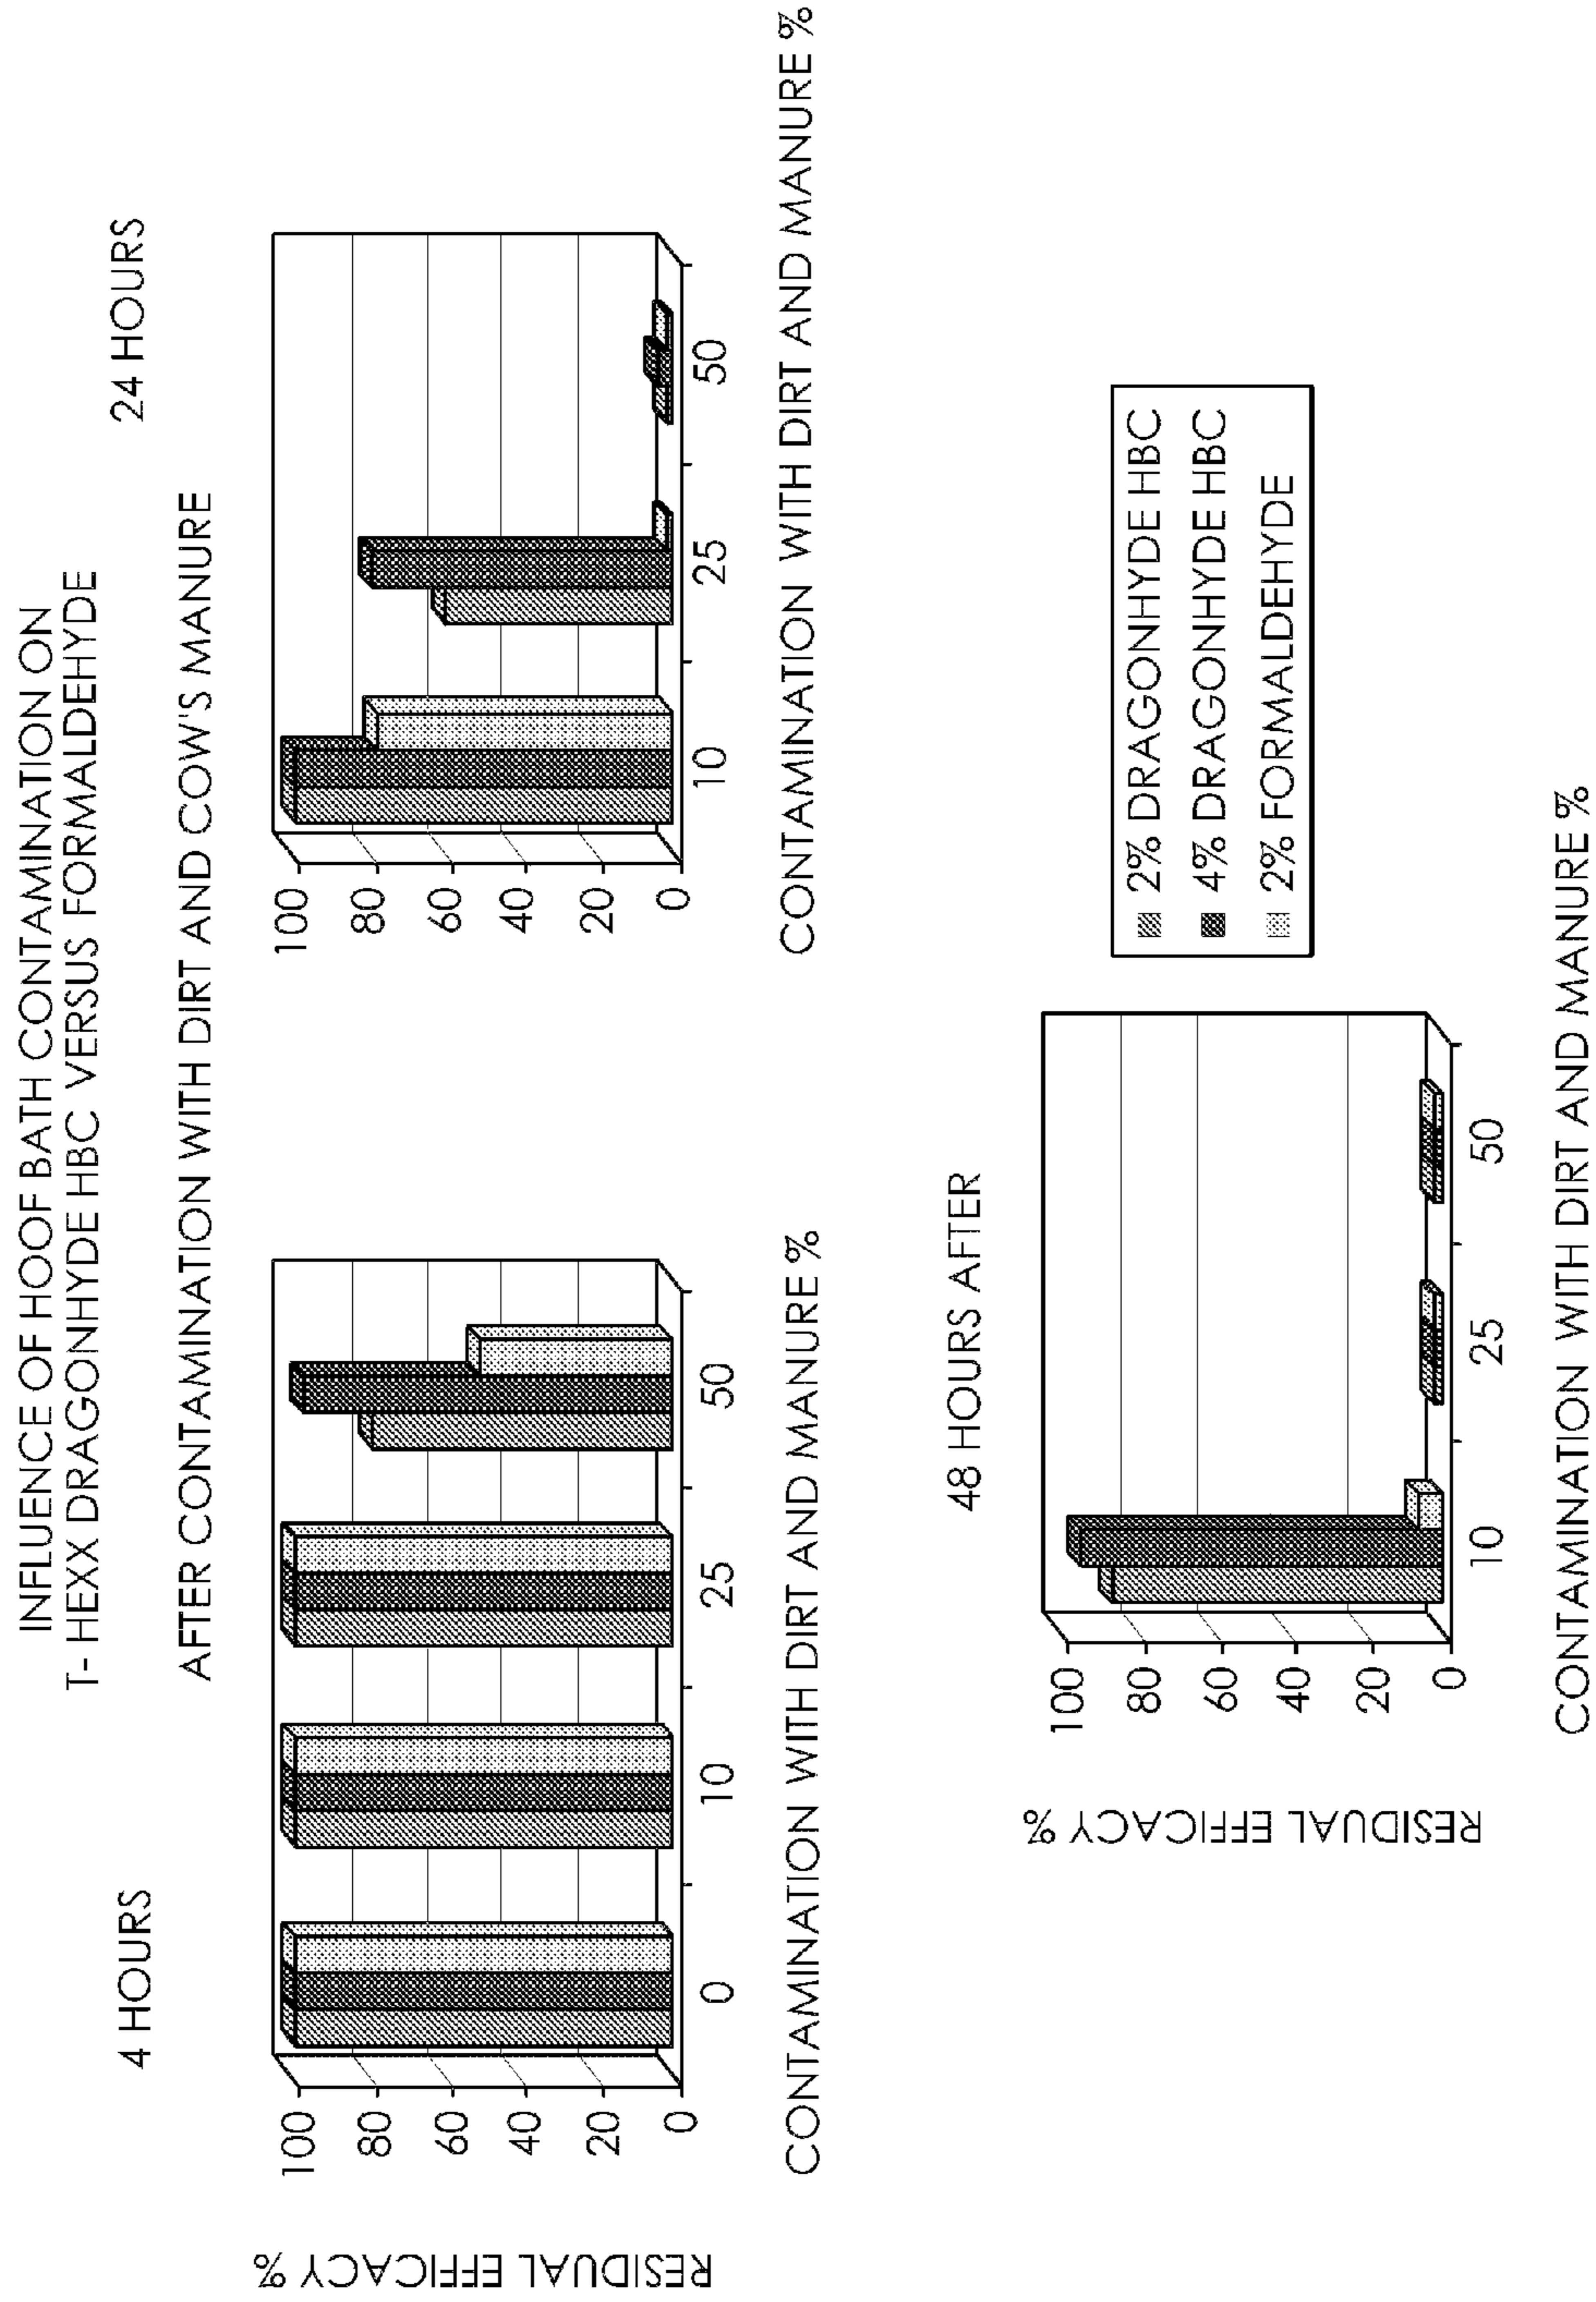 INFLUENCE OF HOOF BATH CONTAMINATION ON
T- HEXX DRAGONHYDE HBC VERSUS FORMALDEHYDE
4 HOURS
24 HOURS
AFTER CONTAMINATION WITH DIRT AND COW'S MANURE
RESIDUAL EFFICACY %
100
80
60
40
20
0
0
10
25
50
CONTAMINATION WITH DIRT AND MANURE %
100
80
60
40
20
0
10
25
50
CONTAMINATION WITH DIRT AND MANURE %
48 HOURS AFTER
RESIDUAL EFFICACY %
100
80
60
40
20
0
10
25
50
CONTAMINATION WITH DIRT AND MANURE %
2% DRAGONHYDE HBC
4% DRAGONHYDE HBC
2% FORMALDEHYDE